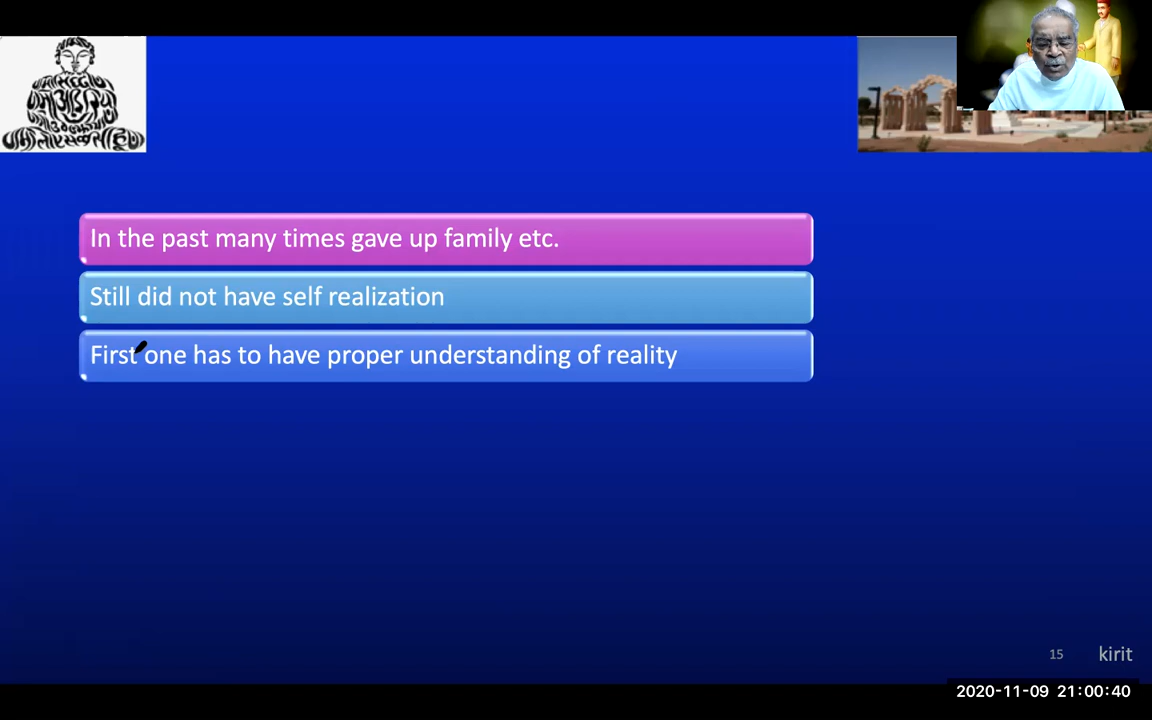 In the past many times gave up family etc.
Still did not have self realization
First one has to have proper understanding of reality
15 kirit
2020-11-09 21:00:40